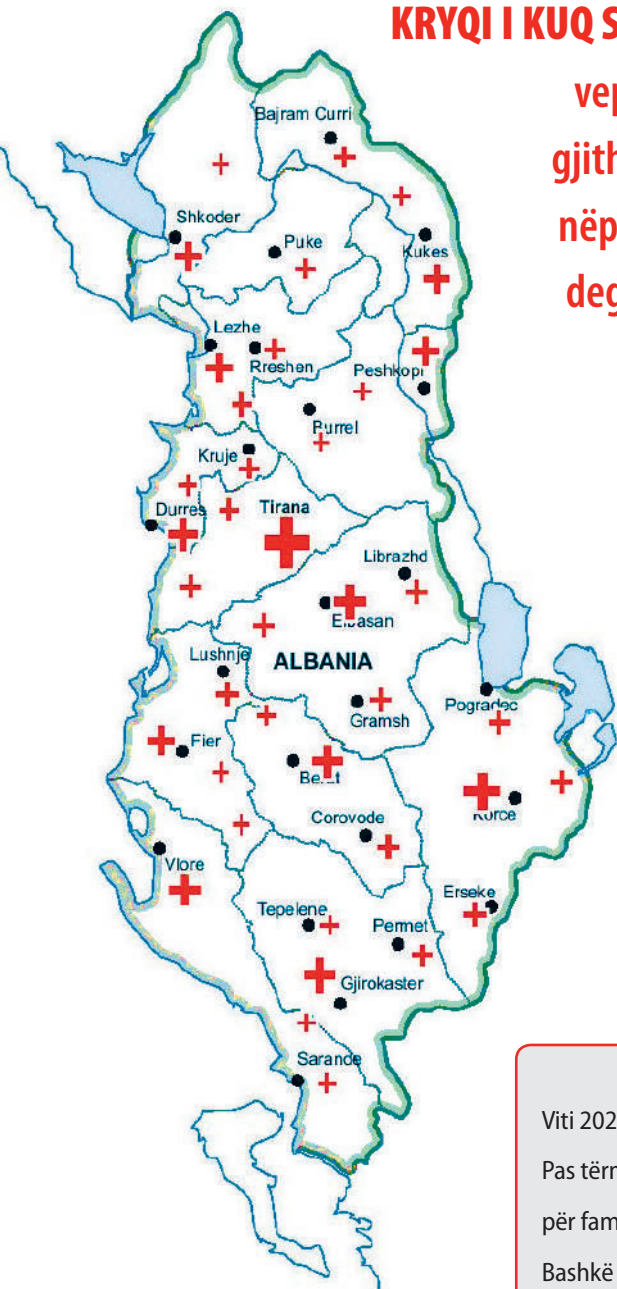 KRYQI I KUQ S
vep
gjith
nëp
deg
Bajram Curri
Shkoder
Puke
Kukes
Lezhe
Rreshen
Peshkopi
Burrel
Kruje
Durres
Tirana
Librazhd
Elbasan
Lushnje
ALBANIA
Gramsh
Pogradec
Fier
Berat
Korce
Corovode
Vlore
Erseke
Tepelene
Permet
Gjirokaster
Sarande
Viti 202
Pas tërm
për fam
Bashkë